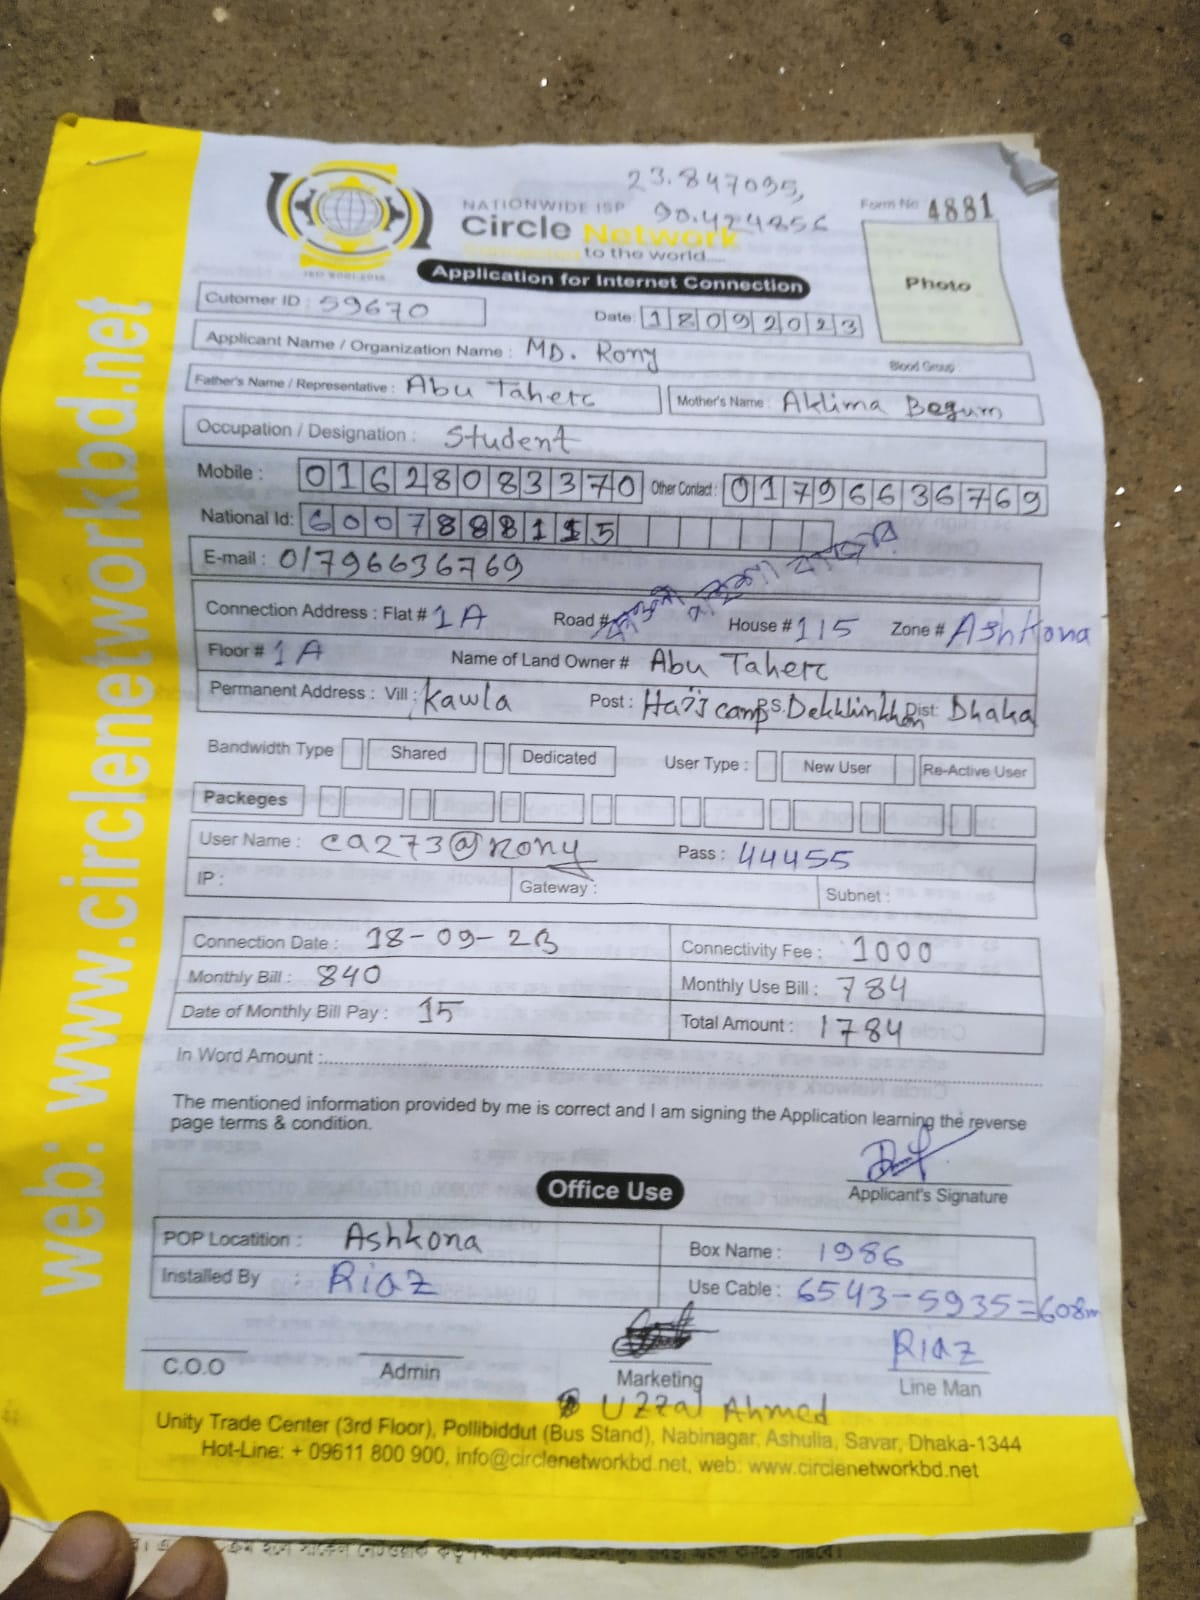 23.847095,
NATIONWIDE ISP
90.424856
Form No 4881
Circle Network
to the world.....
Application for Internet Connection
Photo
Cutomer ID : 59670
Date: 18092023
Applicant Name / Organization Name : MD. Rony
Blood Group :
Father's Name / Representative : Abu Taherc
Mother's Name : Aklima Begum
Occupation / Designation : Student
Mobile : 01628083370 Other Contact : 01796636769
National Id: 6007888115
E-mail : 01796636769
Connection Address : Flat # 1A Road # House # 115 Zone # Ashkona
Floor # 1A Name of Land Owner # Abu Taherc
Permanent Address : Vill : Kawla Post : Hajj camp P.S. Dekkhinkhan Dist: Dhaka
Bandwidth Type Shared Dedicated User Type : New User Re-Active User
Packeges
User Name : ca273@rony Pass : 44455
IP : Gateway : Subnet :
Connection Date : 18-09-23 Connectivity Fee : 1000
Monthly Bill : 840 Monthly Use Bill : 784
Date of Monthly Bill Pay : 15 Total Amount : 1784
In Word Amount :
The mentioned information provided by me is correct and I am signing the Application learning the reverse
page terms & condition.
Applicant's Signature
Office Use
POP Locatition : Ashkona Box Name : 1986
Installed By : Riaz Use Cable : 6543-5935=608m
Riaz
C.O.O Admin Marketing Line Man
Uzzal Ahmed
Unity Trade Center (3rd Floor), Pollibiddut (Bus Stand), Nabinagar, Ashulia, Savar, Dhaka-1344
Hot-Line: + 09611 800 900, info@circlenetworkbd.net, web: www.circlenetworkbd.net
web: www.circlenetworkbd.net